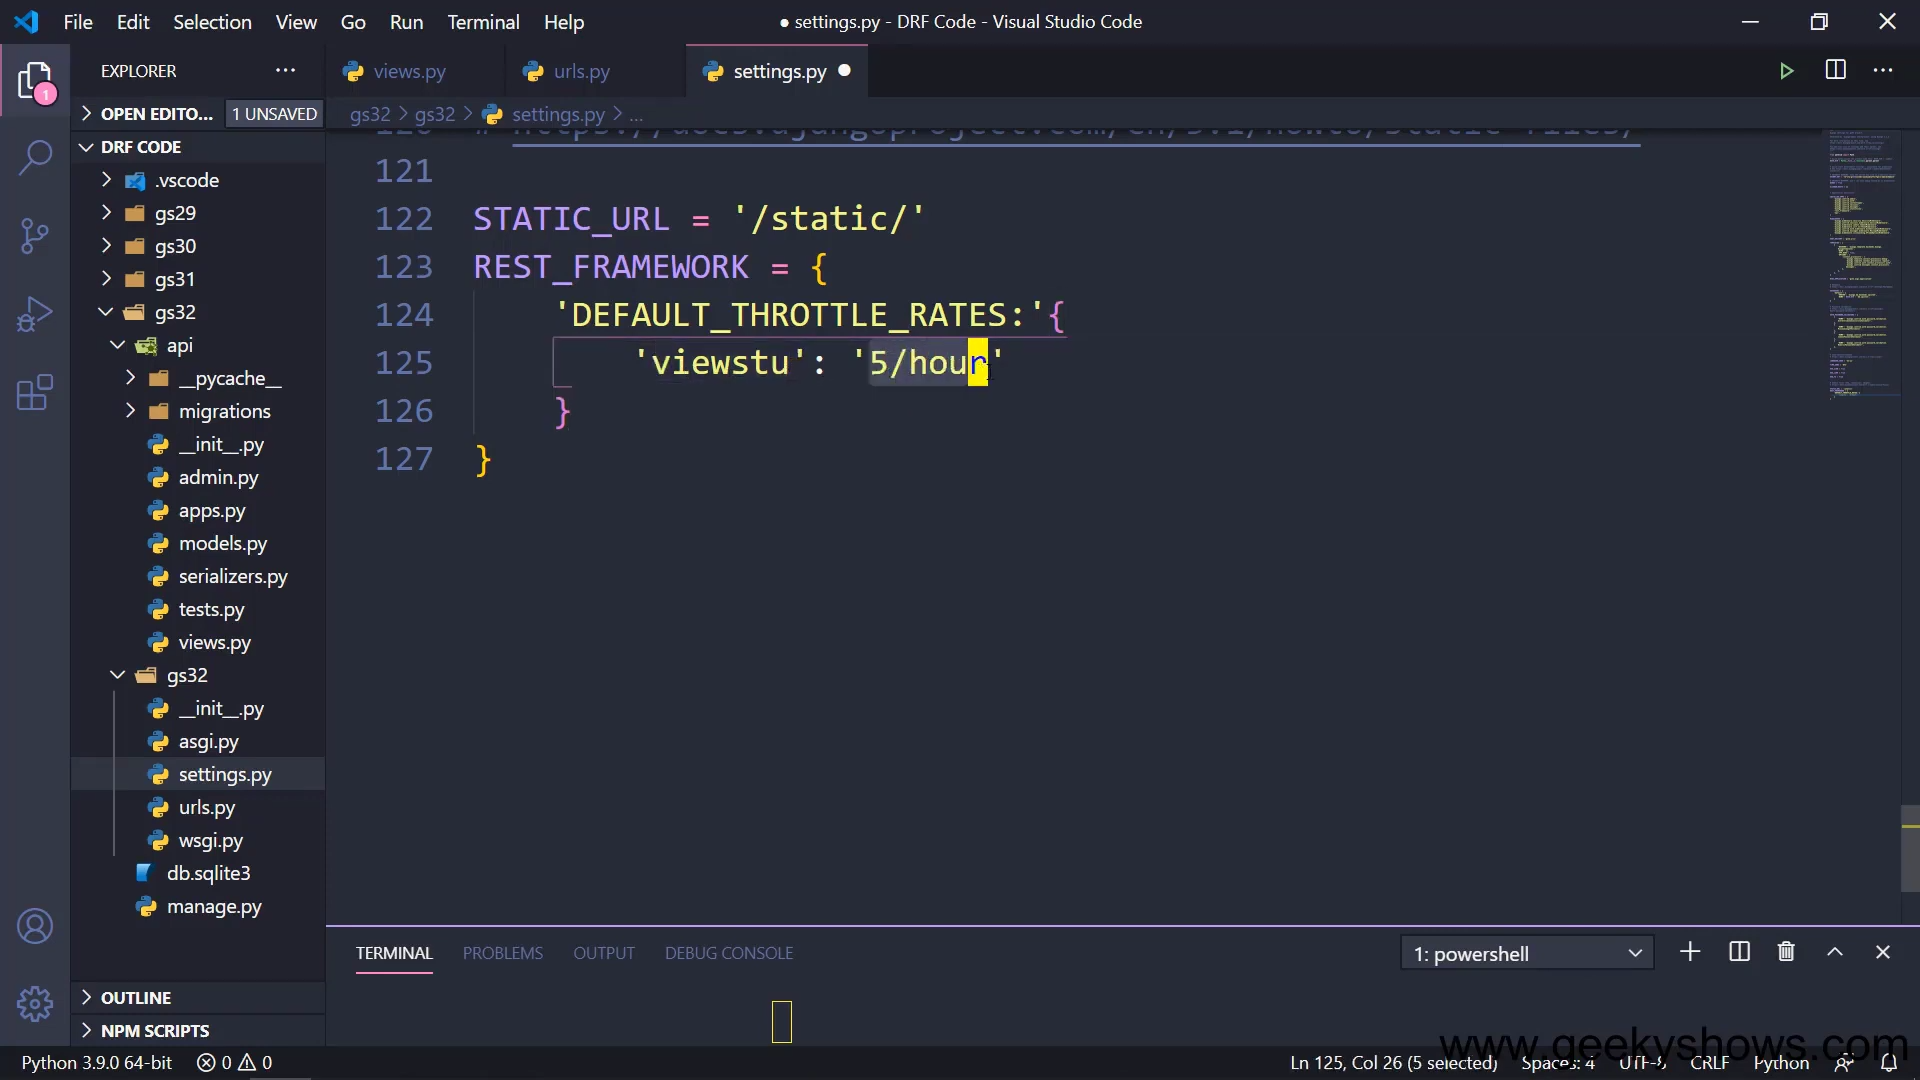 File Edit Selection View Go Run Terminal Help
● settings.py - DRF Code - Visual Studio Code
EXPLORER
views.py
urls.py
settings.py
1
OPEN EDITO... 1 UNSAVED
gs32 > gs32 > settings.py > ...
DRF CODE
.vscode
gs29
gs30
gs31
gs32
api
__pycache__
migrations
__init__.py
admin.py
apps.py
models.py
serializers.py
tests.py
views.py
gs32
__init__.py
asgi.py
settings.py
urls.py
wsgi.py
db.sqlite3
manage.py
OUTLINE
NPM SCRIPTS
121
122 STATIC_URL = '/static/'
123 REST_FRAMEWORK = {
124 'DEFAULT_THROTTLE_RATES:'{
125 'viewstu': '5/hour'
126 }
127 }
TERMINAL PROBLEMS OUTPUT DEBUG CONSOLE
1: powershell
www.geekyshows.com
Python 3.9.0 64-bit 0 0
Ln 125, Col 26 (5 selected) Spaces: 4 UTF-8 CRLF Python